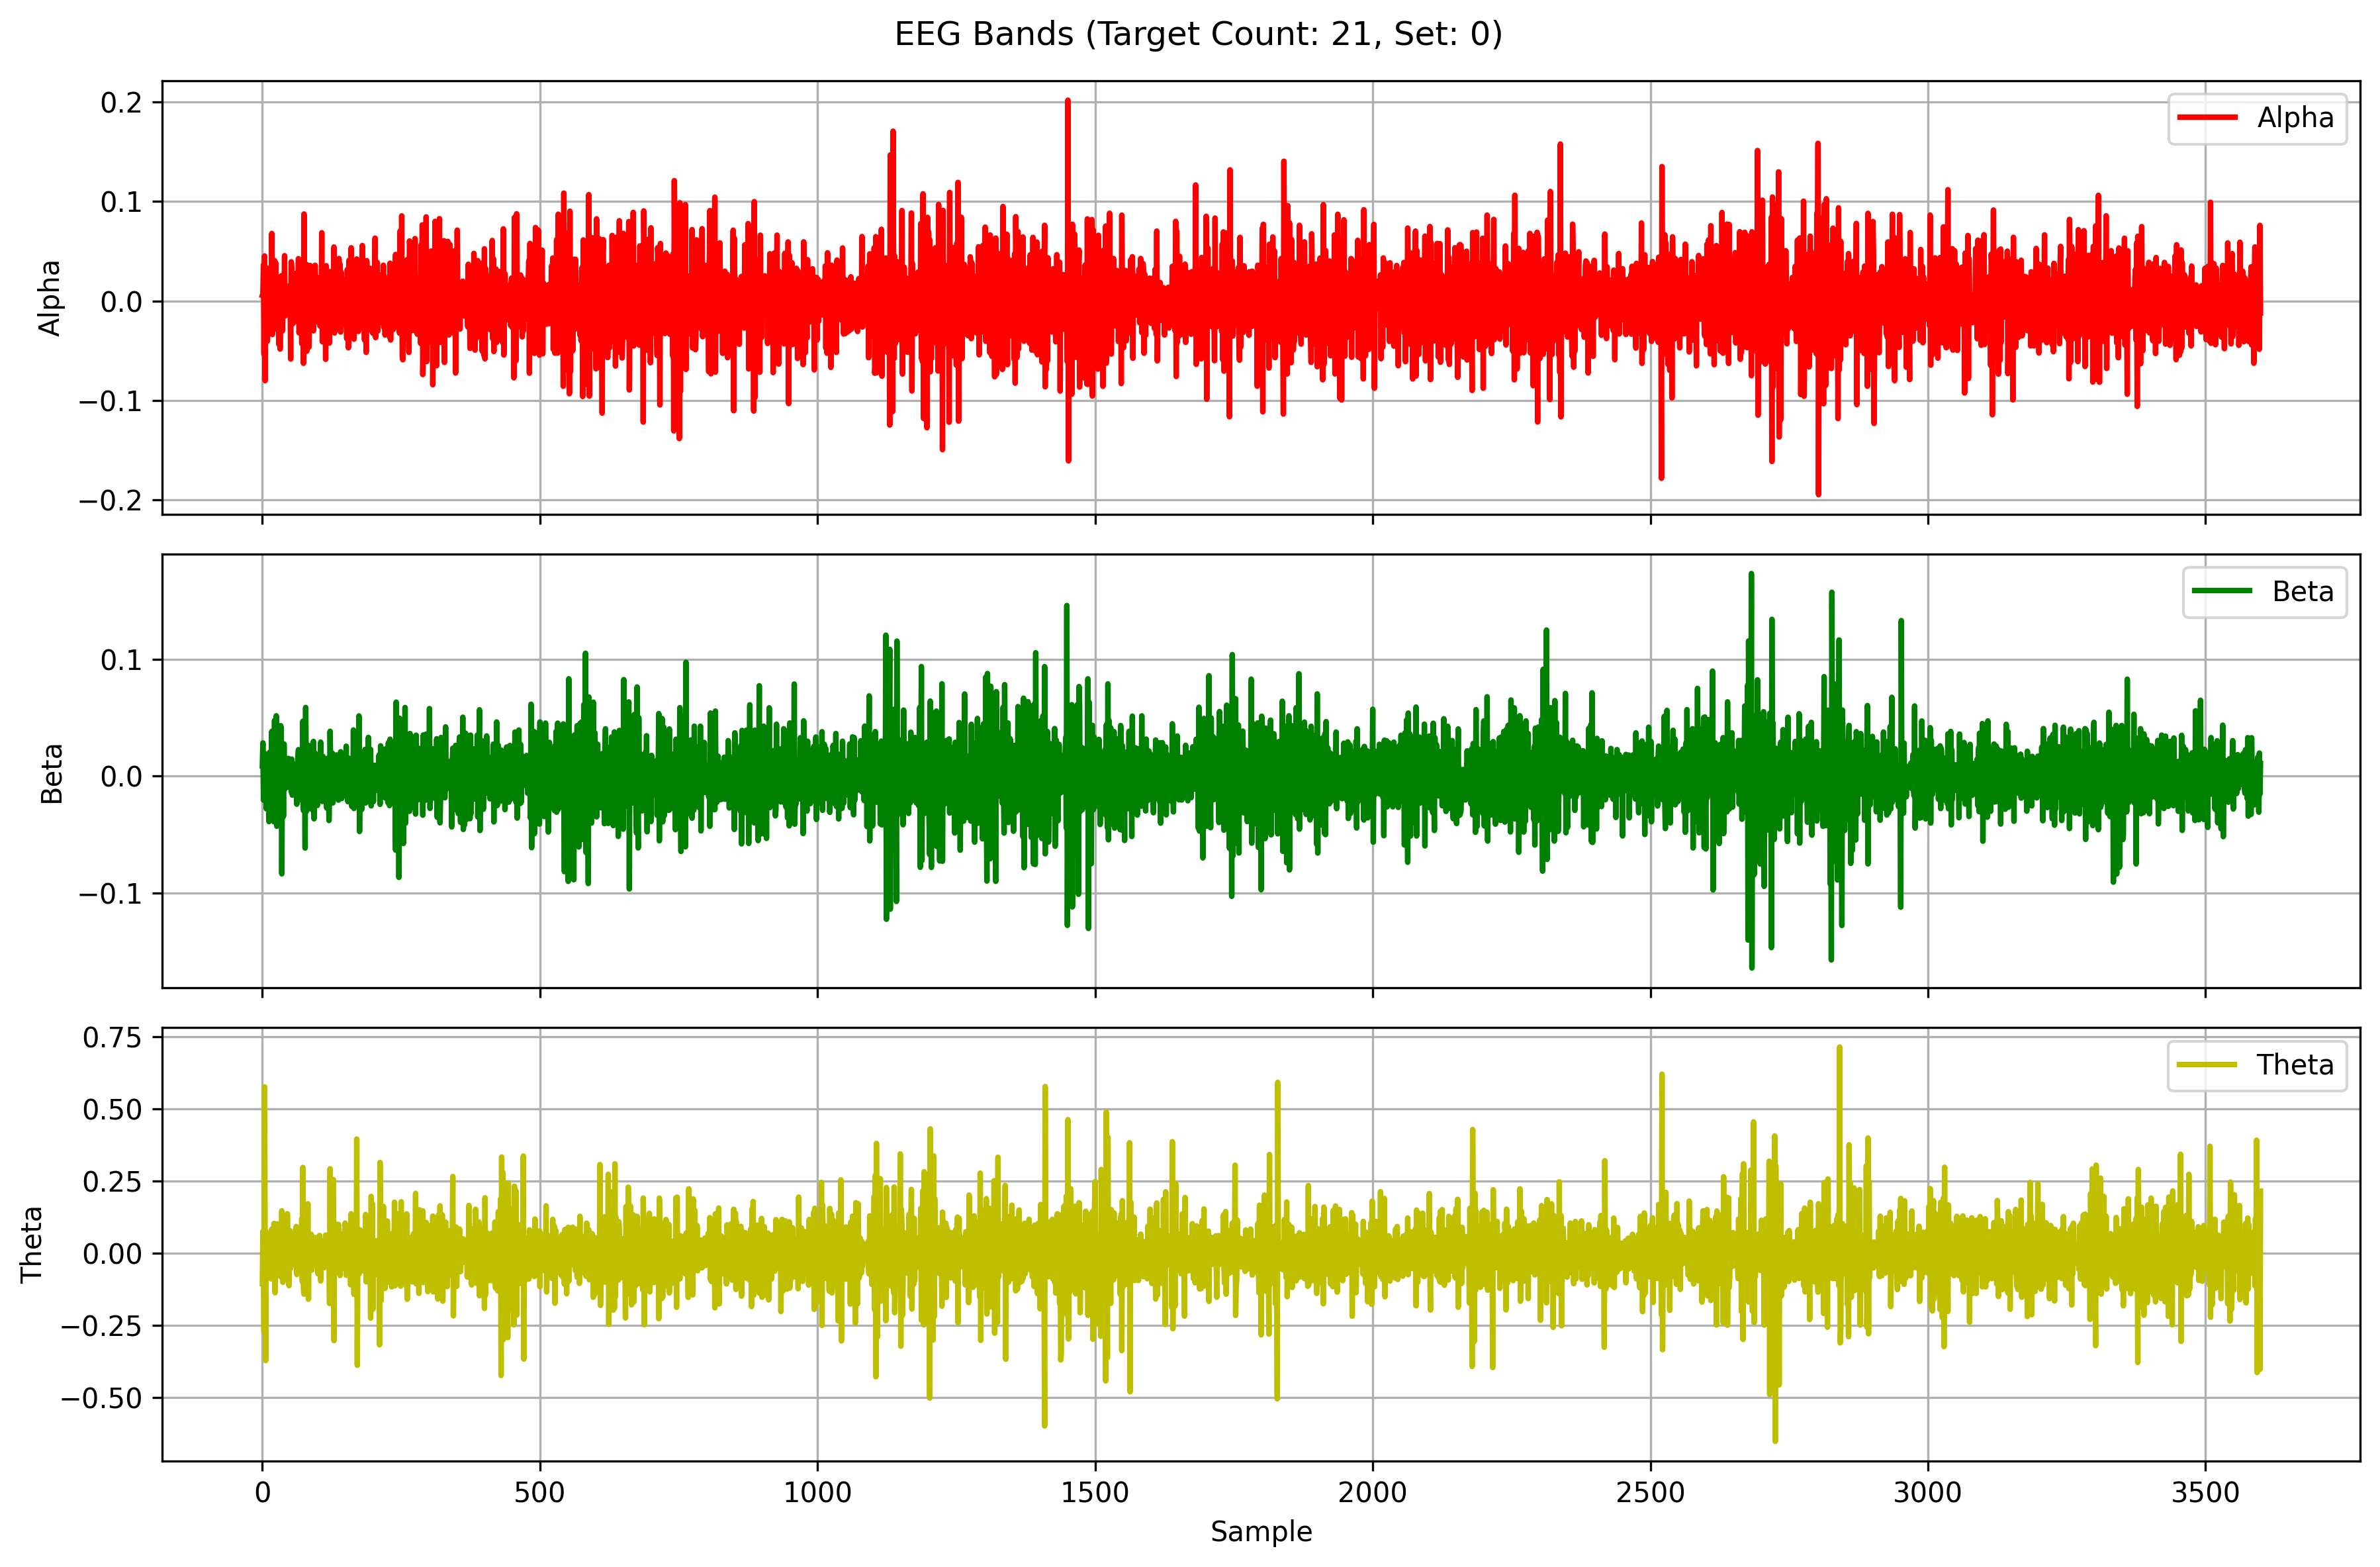 EEG Bands (Target Count: 21, Set: 0)
0.2
0.1
0.0
−0.1
−0.2
Alpha
Alpha
0.1
0.0
−0.1
Beta
Beta
0.75
0.50
0.25
0.00
−0.25
−0.50
Theta
Theta
0 500 1000 1500 2000 2500 3000 3500
Sample